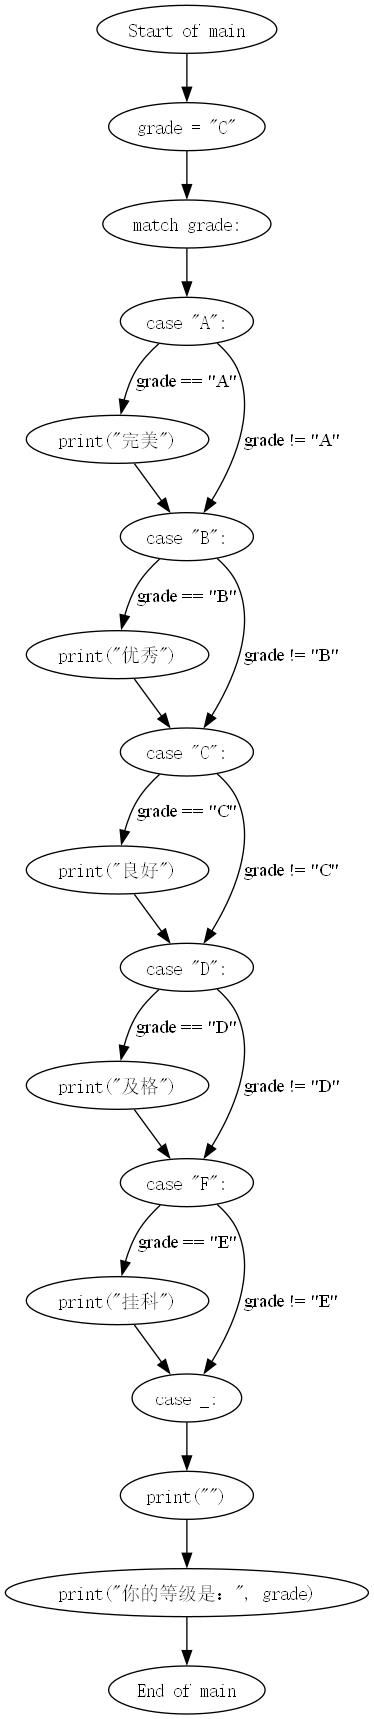 Start of main
grade = "C"
match grade:
case "A":
grade == "A"
print("完美")
grade != "A"
case "B":
grade == "B"
print("优秀")
grade != "B"
case "C":
grade == "C"
print("良好")
grade != "C"
case "D":
grade == "D"
print("及格")
grade != "D"
case "F":
grade == "E"
print("挂科")
grade != "E"
case _:
print("")
print("你的等级是：", grade)
End of main